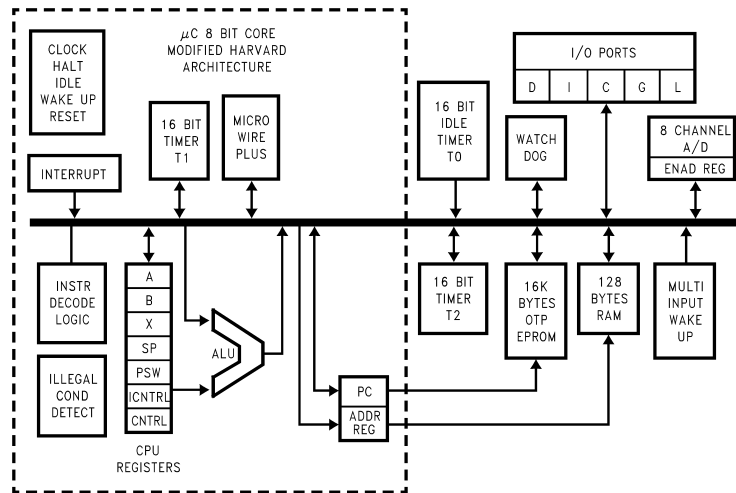 μC 8 BIT CORE
MODIFIED HARVARD
ARCHITECTURE
CLOCK
HALT
IDLE
WAKE UP
RESET
INTERRUPT
16 BIT
TIMER
T1
MICRO
WIRE
PLUS
16 BIT
IDLE
TIMER
T0
WATCH
DOG
I/O PORTS
D I C G L
8 CHANNEL
A/D
ENAD REG
INSTR
DECODE
LOGIC
ILLEGAL
COND
DETECT
A
B
X
SP
PSW
ICNTRL
CNTRL
CPU
REGISTERS
ALU
PC
ADDR
REG
16 BIT
TIMER
T2
16K
BYTES
OTP
EPROM
128
BYTES
RAM
MULTI
INPUT
WAKE
UP